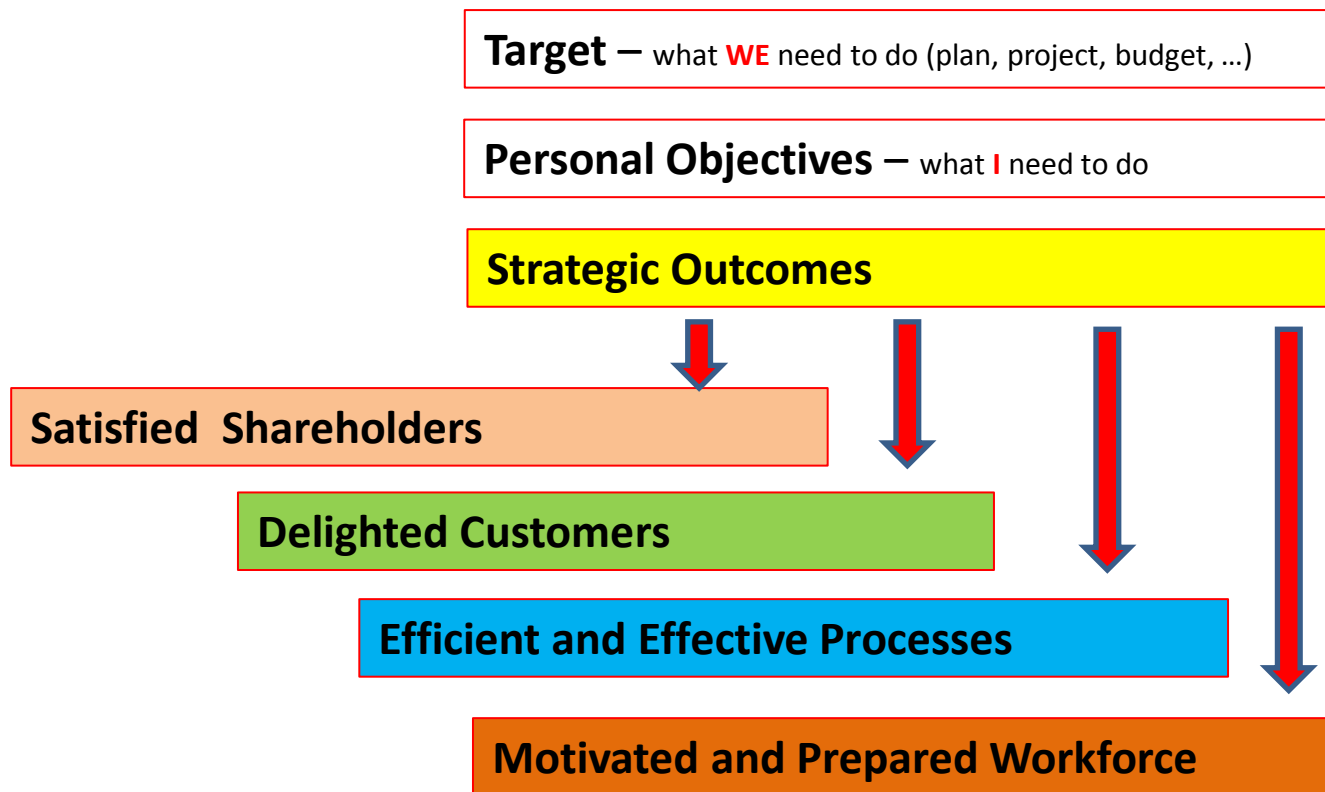 Target – what WE need to do (plan, project, budget, …)
Personal Objectives – what I need to do
Strategic Outcomes
Satisfied  Shareholders
Delighted Customers
Efficient and Effective Processes
Motivated and Prepared Workforce